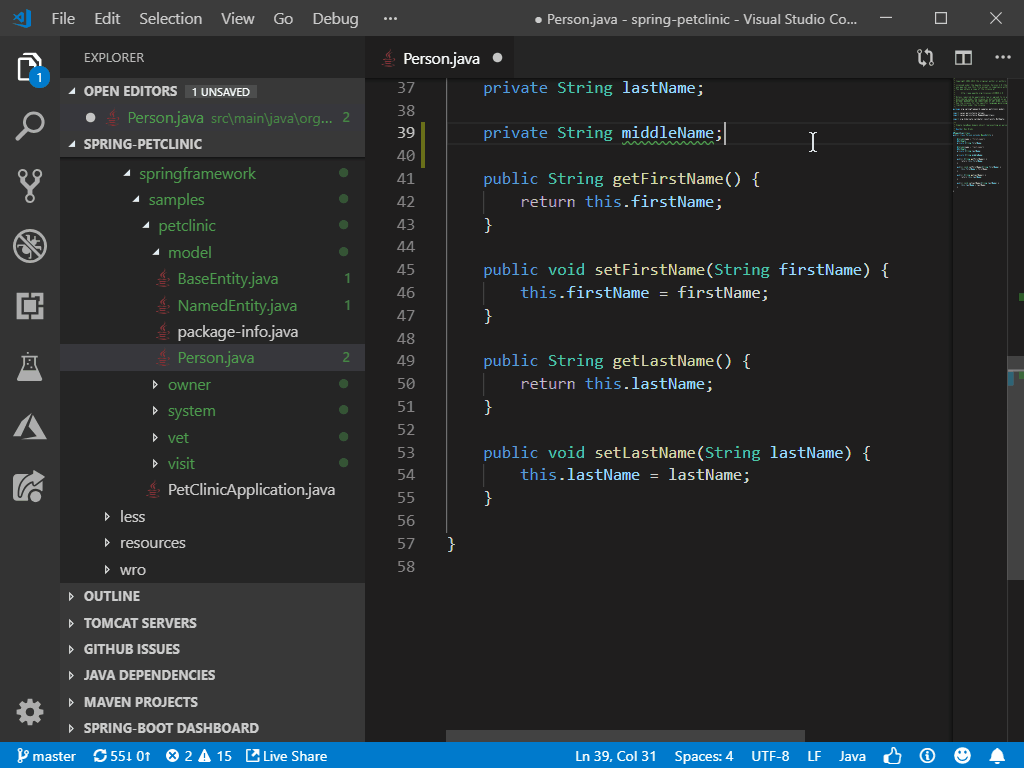 File Edit Selection View Go Debug ••• ● Person.java - spring-petclinic - Visual Studio Co...
EXPLORER
OPEN EDITORS 1 UNSAVED
Person.java src\main\java\org... 2
SPRING-PETCLINIC
springframework
samples
petclinic
model
BaseEntity.java 1
NamedEntity.java 1
package-info.java
Person.java 2
owner
system
vet
visit
PetClinicApplication.java
less
resources
wro
OUTLINE
TOMCAT SERVERS
GITHUB ISSUES
JAVA DEPENDENCIES
MAVEN PROJECTS
SPRING-BOOT DASHBOARD
1
Person.java ●
37 private String lastName;
38
39 private String middleName;
40
41 public String getFirstName() {
42 return this.firstName;
43 }
44
45 public void setFirstName(String firstName) {
46 this.firstName = firstName;
47 }
48
49 public String getLastName() {
50 return this.lastName;
51 }
52
53 public void setLastName(String lastName) {
54 this.lastName = lastName;
55 }
56
57 }
58
master 55↓ 0↑ 2 15 Live Share Ln 39, Col 31 Spaces: 4 UTF-8 LF Java